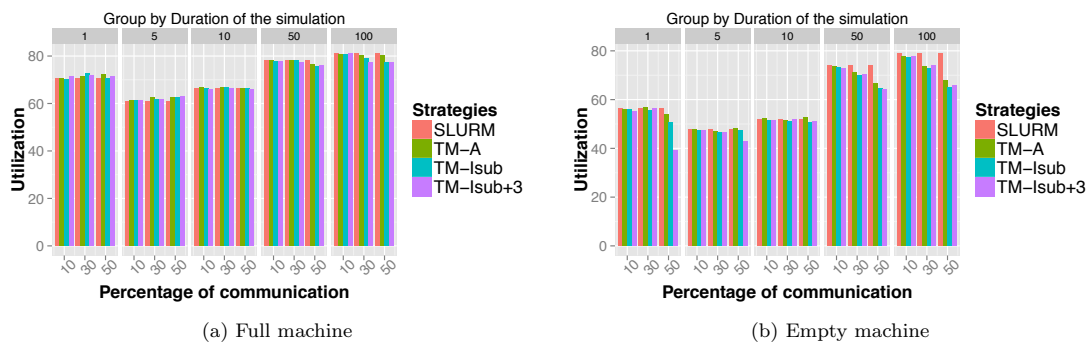 Group by Duration of the simulation
1 5 10 50 100
80
60
40
20
0
Utilization
10 30 50 10 30 50 10 30 50 10 30 50 10 30 50
Percentage of communication
Strategies
SLURM
TM−A
TM−Isub
TM−Isub+3
(a) Full machine
Group by Duration of the simulation
1 5 10 50 100
80
60
40
20
0
Utilization
10 30 50 10 30 50 10 30 50 10 30 50 10 30 50
Percentage of communication
Strategies
SLURM
TM−A
TM−Isub
TM−Isub+3
(b) Empty machine